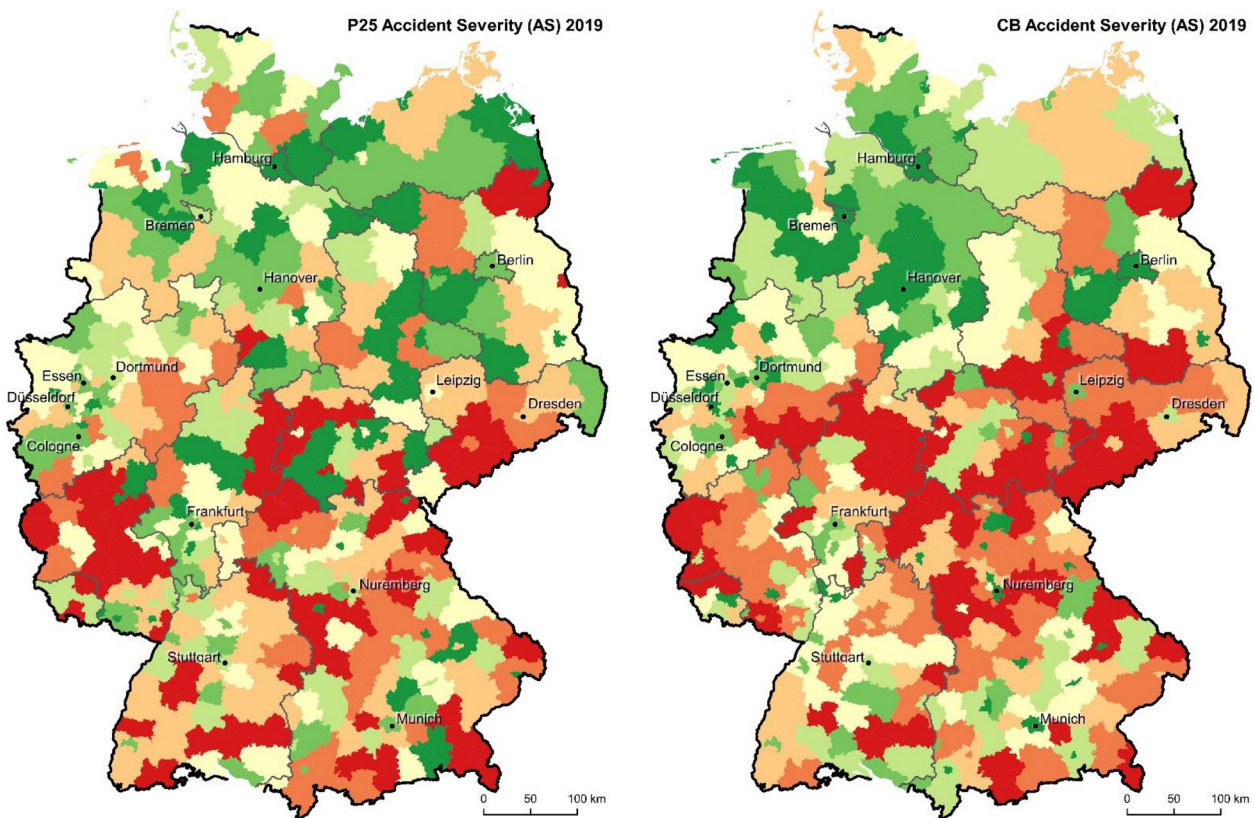 P25 Accident Severity (AS) 2019
Hamburg
Bremen
Berlin
Hanover
Dortmund
Essen
Düsseldorf
Leipzig
Dresden
Cologne
Frankfurt
Nuremberg
Stuttgart
Munich
0 50 100 km
CB Accident Severity (AS) 2019
Hamburg
Bremen
Berlin
Hanover
Dortmund
Essen
Düsseldorf
Leipzig
Dresden
Cologne
Frankfurt
Nuremberg
Stuttgart
Munich
0 50 100 km